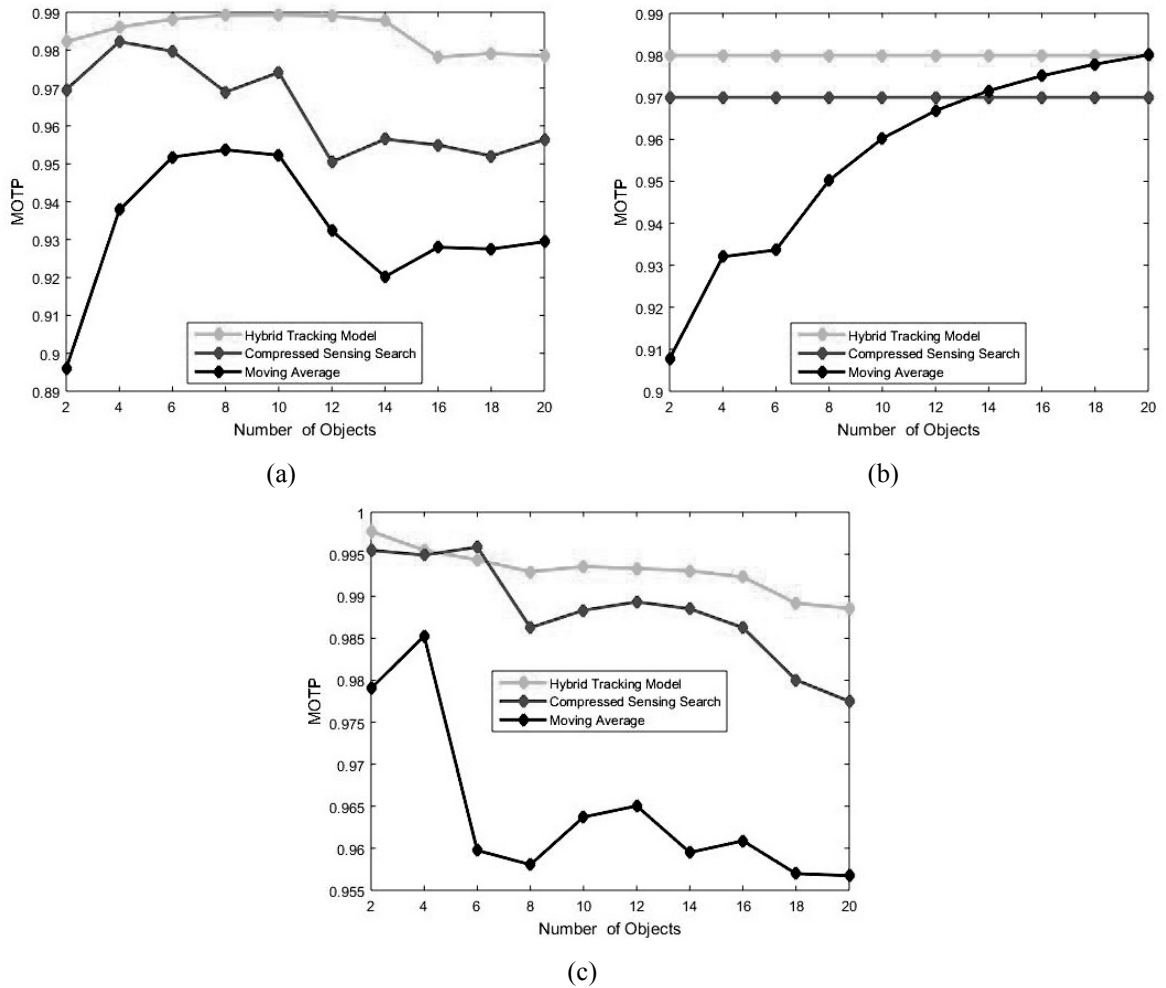 0.99
0.98
0.97
0.96
0.95
0.94
0.93
0.92
0.91
0.9
0.89
MOTP
Hybrid Tracking Model
Compressed Sensing Search
Moving Average
2 4 6 8 10 12 14 16 18 20
Number of Objects
(a)
0.99
0.98
0.97
0.96
0.95
0.94
0.93
0.92
0.91
0.9
MOTP
Hybrid Tracking Model
Compressed Sensing Search
Moving Average
2 4 6 8 10 12 14 16 18 20
Number of Objects
(b)
1
0.995
0.99
0.985
0.98
0.975
0.97
0.965
0.96
0.955
MOTP
Hybrid Tracking Model
Compressed Sensing Search
Moving Average
2 4 6 8 10 12 14 16 18 20
Number of Objects
(c)